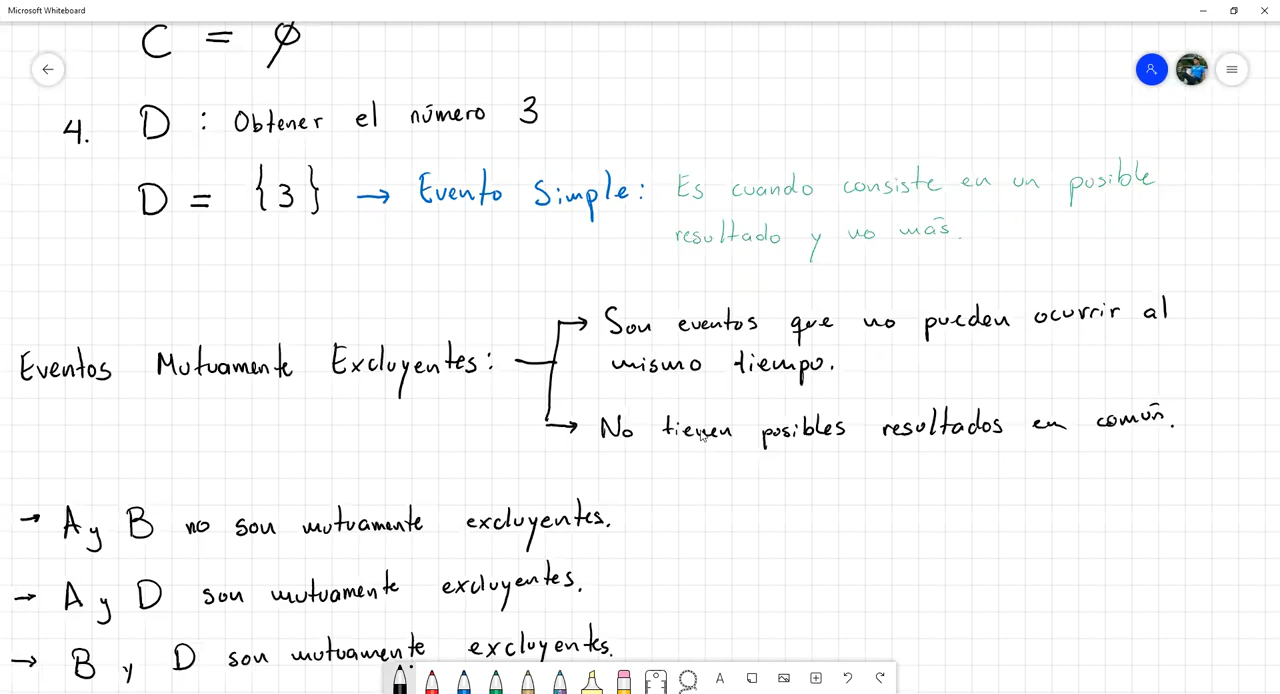 Microsoft Whiteboard
C = ∅
4. D : Obtener el número 3
D = {3} → Evento Simple: Es cuando consiste en un posible
resultado y no más.
→ Son eventos que no pueden ocurrir al
Eventos Mutuamente Excluyentes: mismo tiempo.
→ No tienen posibles resultados en común.
→ A y B no son mutuamente excluyentes.
→ A y D son mutuamente excluyentes.
→ B y D son mutuamente excluyentes.